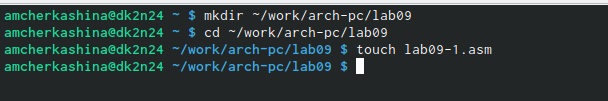 amcherkashina@dk2n24 ~ $ mkdir ~/work/arch-pc/lab09
amcherkashina@dk2n24 ~ $ cd ~/work/arch-pc/lab09
amcherkashina@dk2n24 ~/work/arch-pc/lab09 $ touch lab09-1.asm
amcherkashina@dk2n24 ~/work/arch-pc/lab09 $